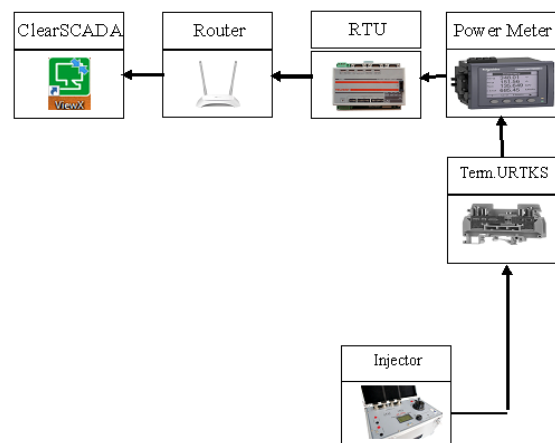 ClearSCADA
Router
RTU
Power Meter
ViewX
Term.URTKS
Injector